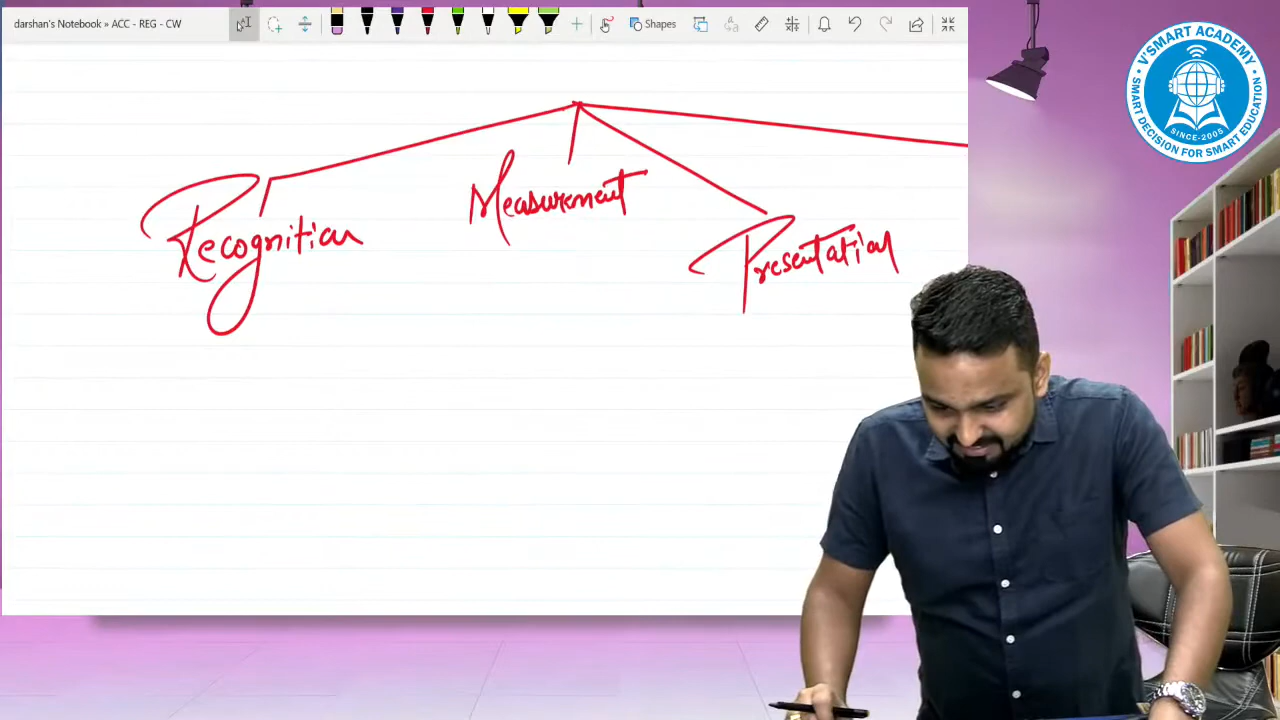 darshan's Notebook » ACC - REG - CW
Shapes
V'SMART ACADEMY
SINCE-2005
SMART DECISION FOR SMART EDUCATION
Recognition
Measurement
Presentation